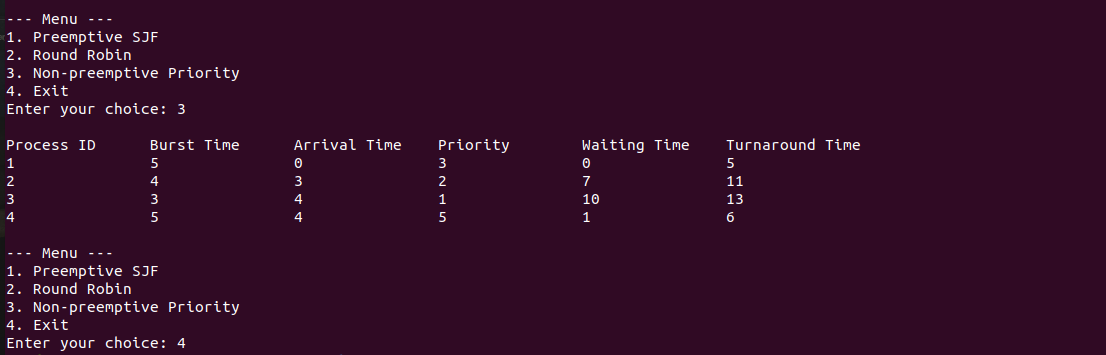 --- Menu ---
1. Preemptive SJF
2. Round Robin
3. Non-preemptive Priority
4. Exit
Enter your choice: 3
Process ID Burst Time Arrival Time Priority Waiting Time Turnaround Time
1 5 0 3 0 5
2 4 3 2 7 11
3 3 4 1 10 13
4 5 4 5 1 6
--- Menu ---
1. Preemptive SJF
2. Round Robin
3. Non-preemptive Priority
4. Exit
Enter your choice: 4